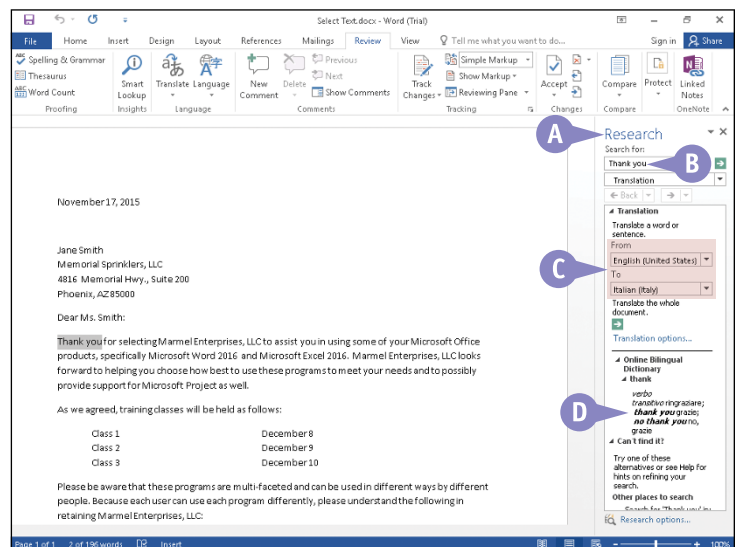 Select Text.docx - Word (Trial)
File Home Insert Design Layout References Mailings Review View Tell me what you want to do... Sign in Share
Spelling & Grammar
Thesaurus
Word Count
Proofing
Smart Lookup
Insights
Translate Language
Language
New Comment
Delete
Previous
Next
Show Comments
Comments
Track Changes
Simple Markup
Show Markup
Reviewing Pane
Tracking
Accept
Changes
Compare
Compare
Protect
Linked Notes
OneNote
November 17, 2015
Jane Smith
Memorial Sprinklers, LLC
4816 Memorial Hwy., Suite 200
Phoenix, AZ 85000
Dear Ms. Smith:
Thank you for selecting Marmel Enterprises, LLC to assist you in using some of your Microsoft Office
products, specifically Microsoft Word 2016 and Microsoft Excel 2016. Marmel Enterprises, LLC looks
forward to helping you choose how best to use these programs to meet your needs and to possibly
provide support for Microsoft Project as well.
As we agreed, training classes will be held as follows:
Class 1 December 8
Class 2 December 9
Class 3 December 10
Please be aware that these programs are multi-faceted and can be used in different ways by different
people. Because each user can use each program differently, please understand the following in
retaining Marmel Enterprises, LLC:
A
Research
Search for:
Thank you
B
Translation
Back
Translation
Translate a word or
sentence.
From
English (United States)
C
To
Italian (Italy)
Translate the whole
document.
Translation options...
Online Bilingual
Dictionary
thank
verbo
transitivo ringraziare;
D
thank you grazie;
no thank you no,
grazie
Can't find it?
Try one of these
alternatives or see Help for
hints on refining your
search.
Other places to search
Search for 'Thank you' in
Research options...
Page 1 of 1 2 of 196 words Insert 100%